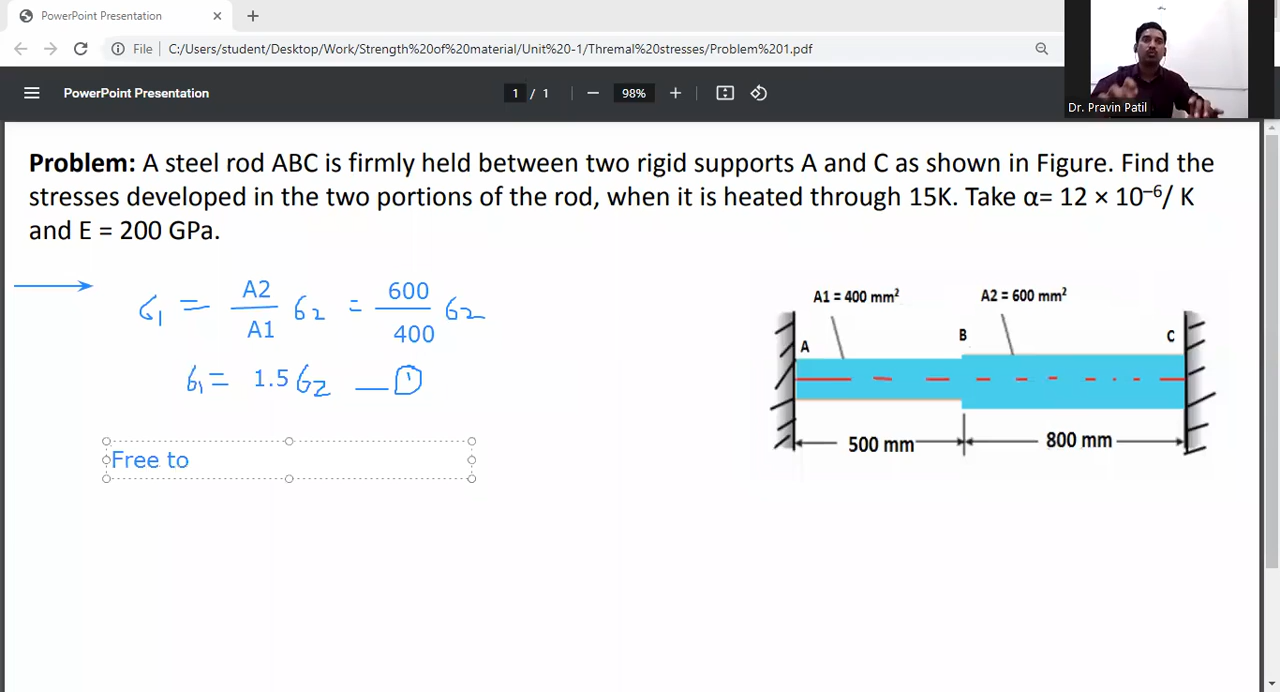 PowerPoint Presentation
File C:/Users/student/Desktop/Work/Strength%20of%20material/Unit%20-1/Thremal%20stresses/Problem%201.pdf
PowerPoint Presentation
1 / 1
98%
Dr. Pravin Patil
Problem: A steel rod ABC is firmly held between two rigid supports A and C as shown in Figure. Find the
stresses developed in the two portions of the rod, when it is heated through 15K. Take α= 12 × 10⁻⁶/ K
and E = 200 GPa.
σ₁ = A2/A1 σ₂ = 600/400 σ₂
σ₁ = 1.5 σ₂ — ①
Free to
A1 = 400 mm²
A2 = 600 mm²
A
B
C
500 mm
800 mm